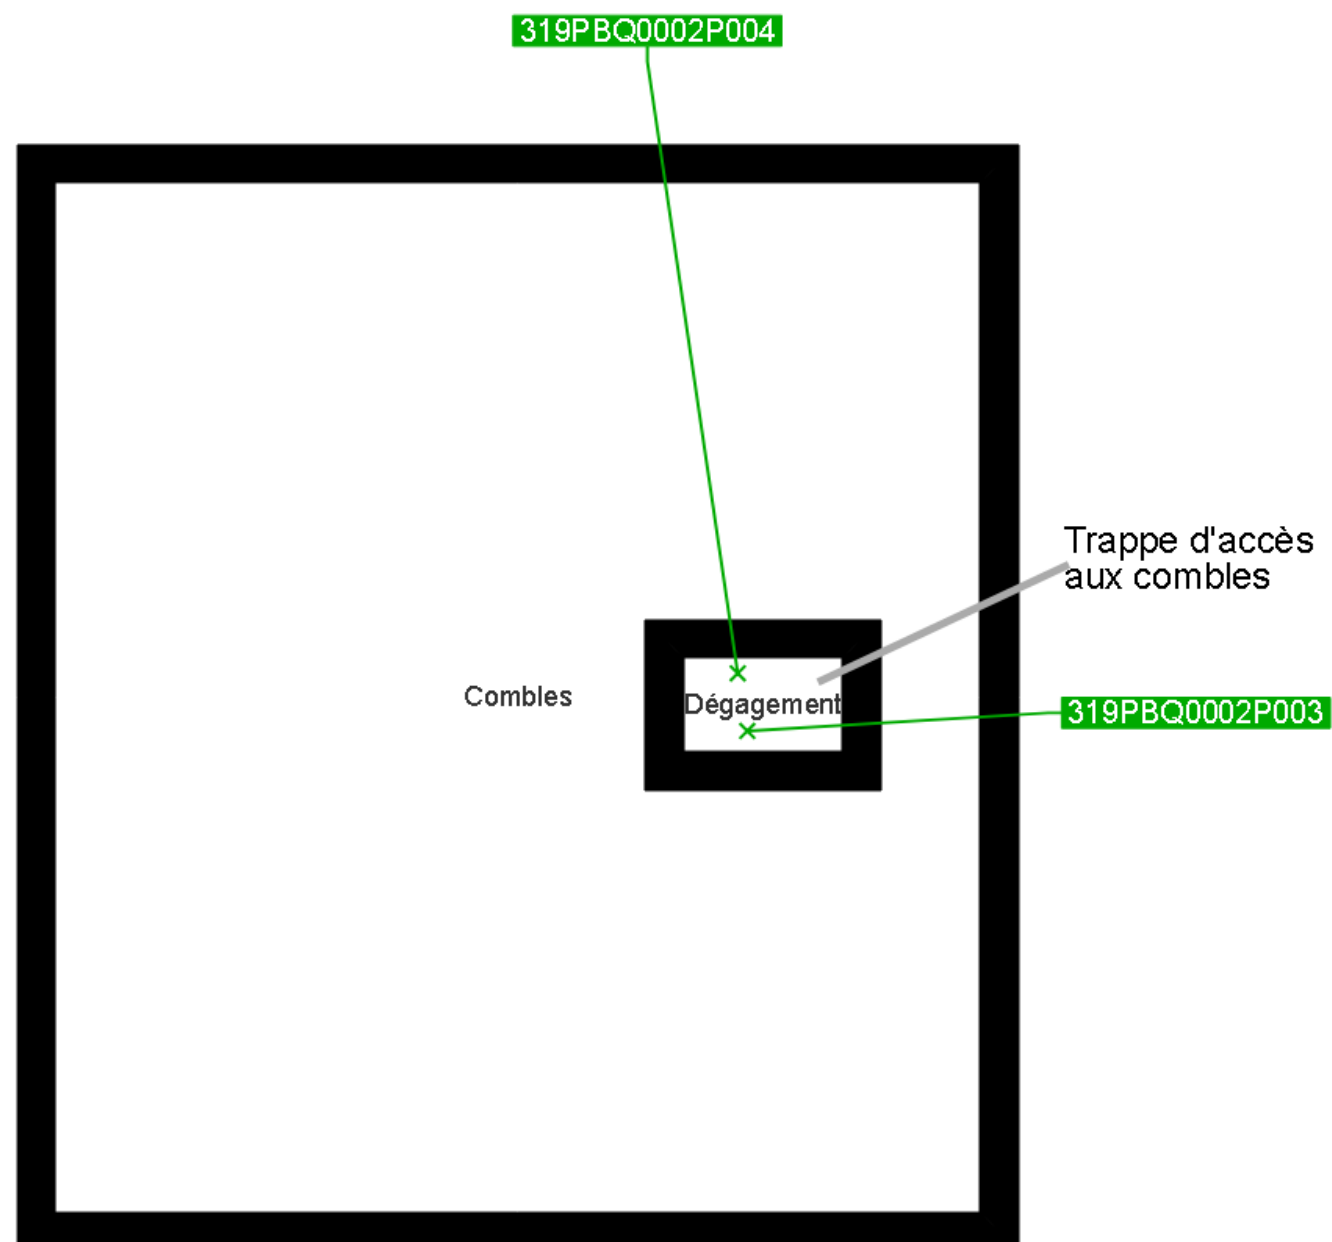 319PBQ0002P004
Trappe d'accès
aux combles
Combles
Dégagement
319PBQ0002P003